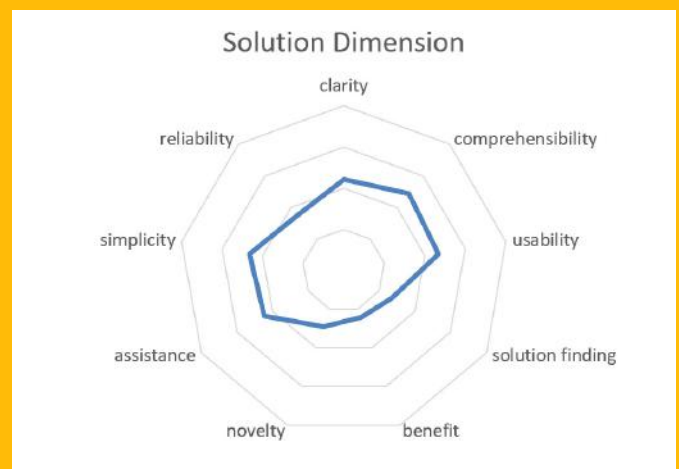 Solution Dimension
clarity
reliability
comprehensibility
simplicity
usability
assistance
solution finding
novelty
benefit